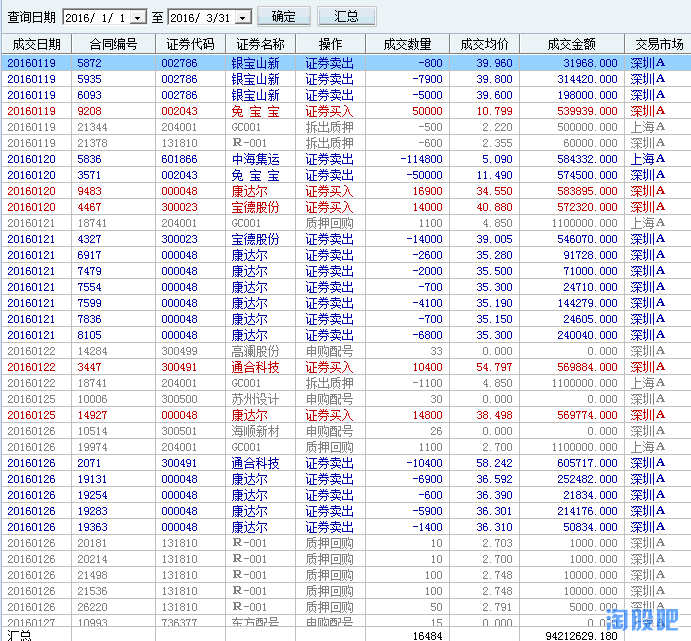 查询日期 2016/ 1/ 1 至 2016/ 3/31 确定 汇总
成交日期 合同编号 证券代码 证券名称 操作 成交数量 成交均价 成交金额 交易市场
20160119 5872 002786 银宝山新 证券卖出 -800 39.960 31968.000 深圳A
20160119 5935 002786 银宝山新 证券卖出 -7900 39.800 314420.000 深圳A
20160119 6093 002786 银宝山新 证券卖出 -5000 39.600 198000.000 深圳A
20160119 9208 002043 兔 宝 宝 证券买入 50000 10.799 539939.000 深圳A
20160119 21344 204001 GC001 拆出质押 -500 2.220 500000.000 上海A
20160119 21378 131810 R-001 拆出质押 -600 2.355 60000.000 深圳A
20160120 5836 601866 中海集运 证券卖出 -114800 5.090 584332.000 上海A
20160120 3571 002043 兔 宝 宝 证券卖出 -50000 11.490 574500.000 深圳A
20160120 9483 000048 康达尔 证券买入 16900 34.550 583895.000 深圳A
20160120 4467 300023 宝德股份 证券买入 14000 40.880 572320.000 深圳A
20160121 18741 204001 GC001 质押回购 1100 4.850 1100000.000 上海A
20160121 4327 300023 宝德股份 证券卖出 -14000 39.005 546070.000 深圳A
20160121 6917 000048 康达尔 证券卖出 -2600 35.280 91728.000 深圳A
20160121 7479 000048 康达尔 证券卖出 -2000 35.500 71000.000 深圳A
20160121 7554 000048 康达尔 证券卖出 -700 35.300 24710.000 深圳A
20160121 7599 000048 康达尔 证券卖出 -4100 35.190 144279.000 深圳A
20160121 7836 000048 康达尔 证券卖出 -700 35.150 24605.000 深圳A
20160121 8105 000048 康达尔 证券卖出 -6800 35.300 240040.000 深圳A
20160122 14284 300499 高澜股份 申购配号 33 0.000 0.000 深圳A
20160122 3447 300491 通合科技 证券买入 10400 54.797 569884.000 深圳A
20160122 18741 204001 GC001 拆出质押 -1100 4.850 1100000.000 上海A
20160125 10006 300500 苏州设计 申购配号 30 0.000 0.000 深圳A
20160125 14927 000048 康达尔 证券买入 14800 38.498 569774.000 深圳A
20160126 10514 300501 海顺新材 申购配号 26 0.000 0.000 深圳A
20160126 19974 204001 GC001 质押回购 1100 2.700 1100000.000 上海A
20160126 2071 300491 通合科技 证券卖出 -10400 58.242 605717.000 深圳A
20160126 19131 000048 康达尔 证券卖出 -6900 36.592 252482.000 深圳A
20160126 19254 000048 康达尔 证券卖出 -600 36.390 21834.000 深圳A
20160126 19283 000048 康达尔 证券卖出 -5900 36.301 214176.000 深圳A
20160126 19363 000048 康达尔 证券卖出 -1400 36.310 50834.000 深圳A
20160126 20181 131810 R-001 质押回购 10 2.703 1000.000 深圳A
20160126 20214 131810 R-001 质押回购 10 2.700 1000.000 深圳A
20160126 21498 131810 R-001 质押回购 100 2.748 10000.000 深圳A
20160126 21536 131810 R-001 质押回购 100 2.748 10000.000 深圳A
20160126 26220 131810 R-001 质押回购 50 2.791 5000.000 深圳A
20160127 10993 736377 东方配号 申购配号 15 0.000 0.000
汇总 16484 94212629.180
淘股吧